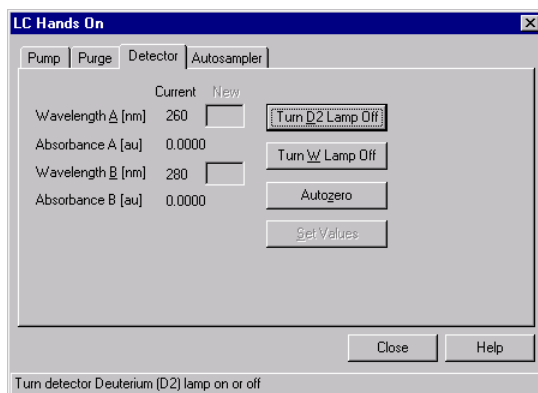 LC Hands On
Pump Purge Detector Autosampler
Current New
Wavelength A [nm] 260
Turn D2 Lamp Off
Absorbance A [au] 0.0000
Turn W Lamp Off
Wavelength B [nm] 280
Absorbance B [au] 0.0000
Autozero
Set Values
Close Help
Turn detector Deuterium (D2) lamp on or off